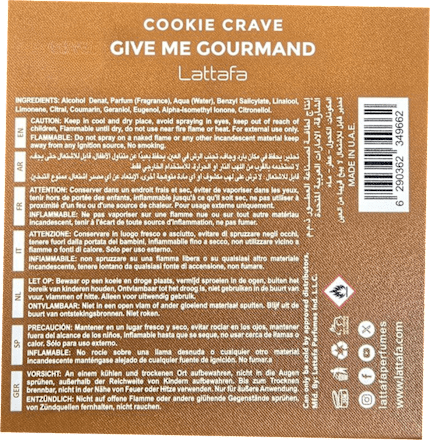 COOKIE CRAVE
GIVE ME GOURMAND
Lattafa
INGREDIENTS: Alcohol Denat, Parfum (Fragrance), Aqua (Water), Benzyl Salicylate, Linalool,
Limonene, Citral, Coumarin, Geraniol, Eugenol, Alpha-Isomethyl Ionone, Citronellol.
EN
CAUTION: Keep in cool and dry place, avoid spraying in eyes, keep out of reach of
children, Flammable until dry, do not use near fire flame or heat. For external use only.
FLAMMABLE: Do not spray on a naked flame or any other incandescent material keep
away from any ignition source, No smoking.
AR
FR
ATTENTION: Conserver dans un endroit frais et sec, éviter de vaporiser dans les yeux,
tenir hors de portée des enfants, inflammable jusqu'à ce qu'il soit sec, ne pas utiliser à
proximité d'un feu ou d'une source de chaleur. Pour usage externe uniquement.
INFLAMMABLE: Ne pas vaporiser sur une flamme nue ou sur tout autre matériau
incandescent, tenir à l'écart de toute source d'inflammation, ne pas fumer.
IT
ATTENZIONE: Conservare in luogo fresco e asciutto, evitare di spruzzare negli occhi,
tenere fuori dalla portata dei bambini, infiammabile fino a secco, non utilizzare vicino a
fiamme o fonti di calore. Solo per uso esterno.
INFIAMMABILE: non spruzzare su una fiamma libera o su qualsiasi altro materiale
incandescente, tenere lontano da qualsiasi fonte di accensione, non fumare.
NL
LET OP: Bewaar op een koele en droge plaats, vermijd sproeien in de ogen, buiten het
bereik van kinderen houden, Ontvlambaar tot het droog is, niet gebruiken in de buurt van
vuur, vlammen of hitte. Alleen voor uitwendig gebruik.
ONTVLAMBAAR: Niet in een open vlam of ander gloeiend materiaal spuiten. Blijf uit de
buurt van ontstekingsbronnen. Niet roken.
SP
PRECAUCIÓN: Mantener en un lugar fresco y seco, evitar rociar en los ojos, mantener
fuera del alcance de los niños, inflamable hasta que se seque, no usar cerca de llamas o
calor. Sólo para uso externo.
INFLAMABLE: No rocíe sobre una llama desnuda o cualquier otro material
incandescente manténgase alejado de cualquier fuente de ignición. No fumar.
GER
VORSICHT: An einem kühlen und trockenen Ort aufbewahren, nicht in die Augen
sprühen, außerhalb der Reichweite von Kindern aufbewahren. Bis zum Trocknen
brennbar, nicht in der Nähe von Feuer oder Hitze verwenden. Nur für äußere Anwendung.
ENTZÜNDLICH: Nicht auf offene Flamme oder andere glühende Gegenstände sprühen,
von Zündquellen fernhalten, nicht rauchen.
MADE IN U.A.E.
6 290362 349662
Can only be sold by approved distributors.
Mfd. By: Lattafa Perfumes Ind. L.L.C.
lattafaperfumes
www.lattafa.com